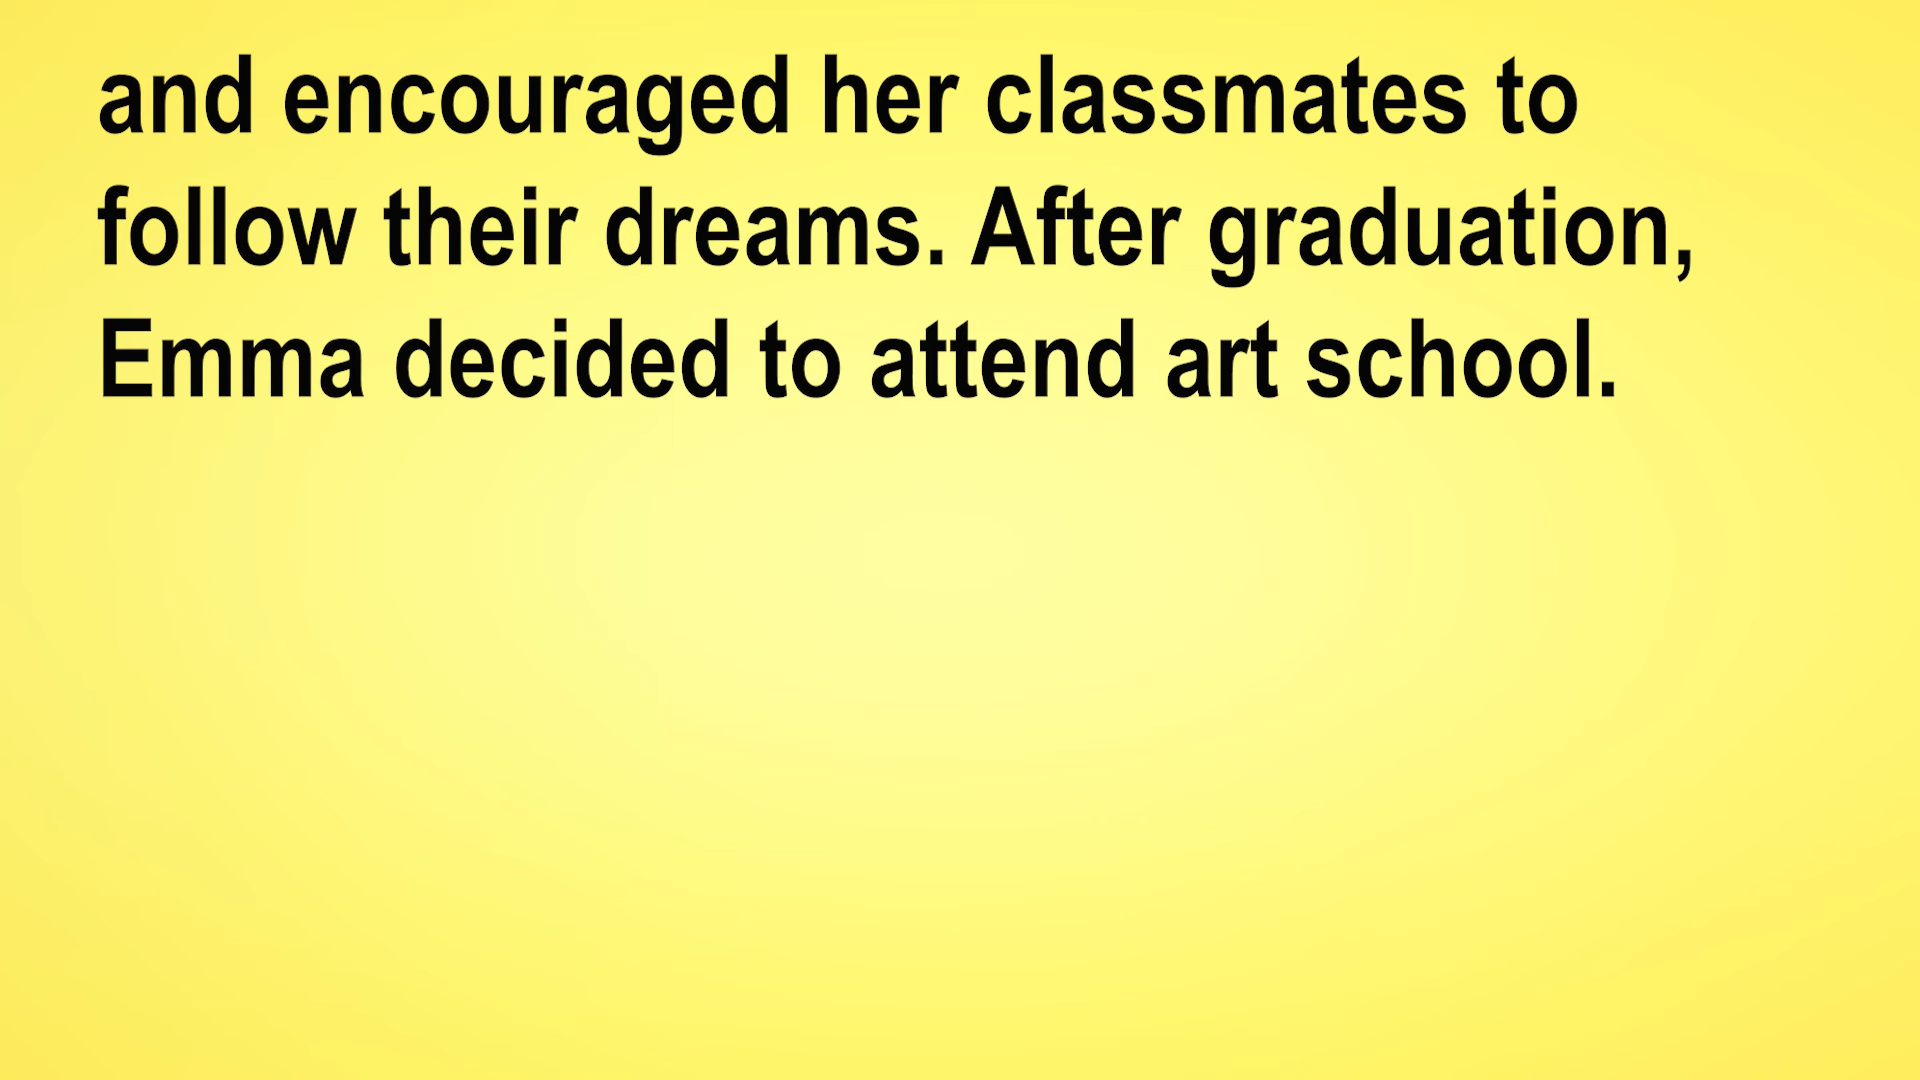 and encouraged her classmates to
follow their dreams. After graduation,
Emma decided to attend art school.